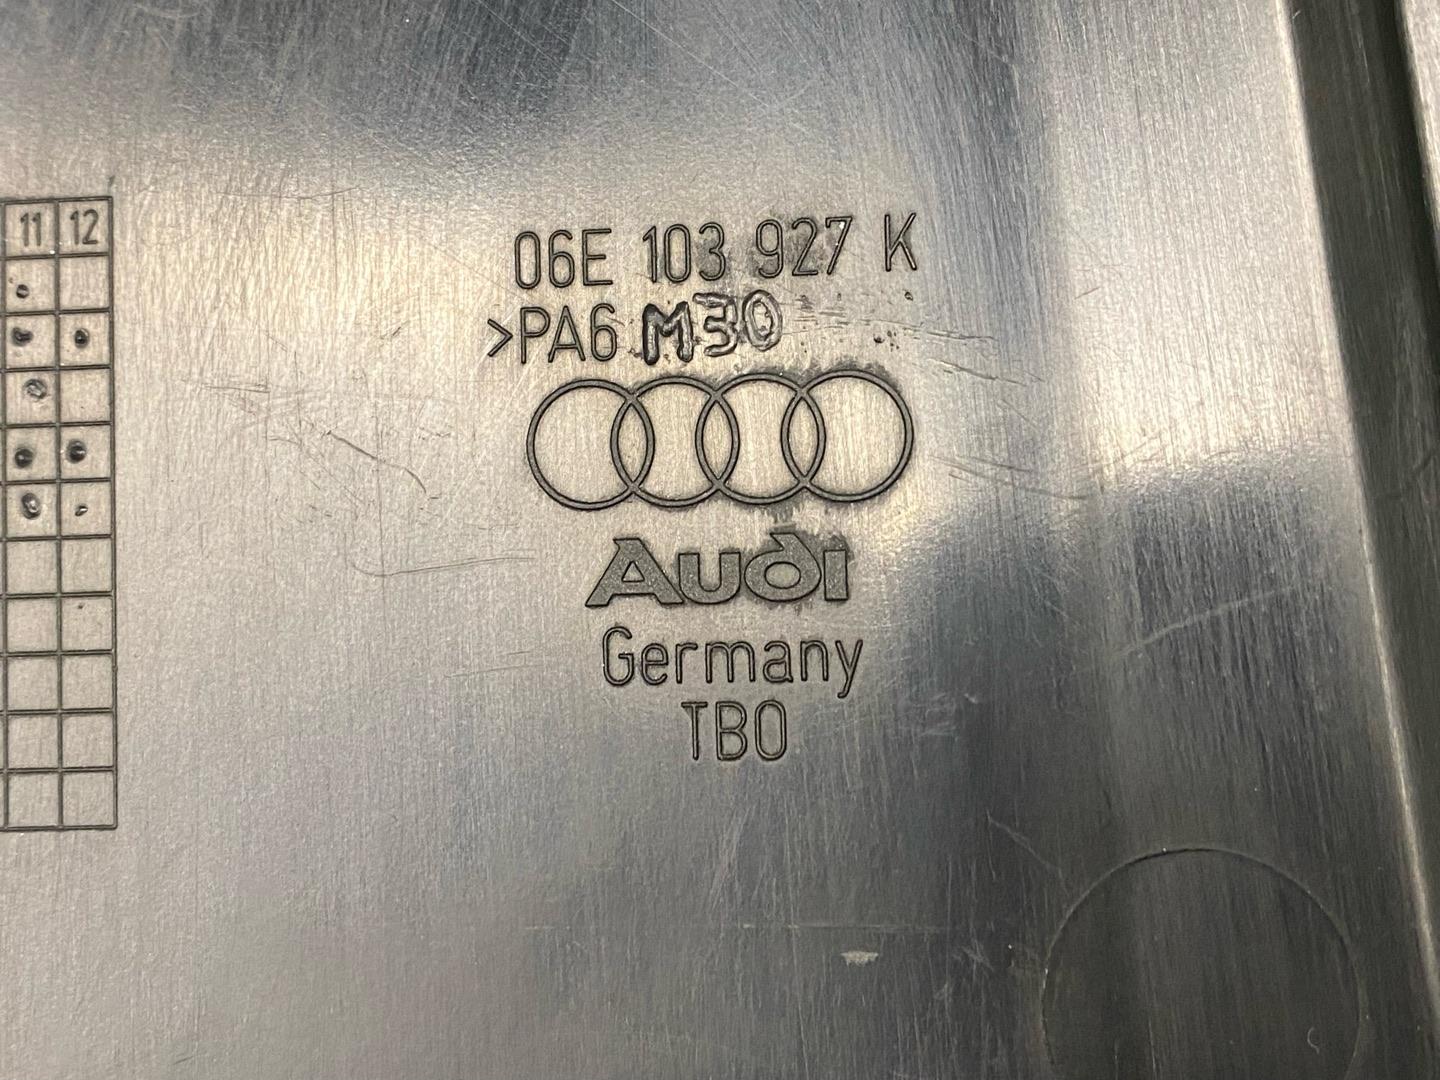 11 12
06E 103 927 K
>PA6 M30
Audi
Germany
TBO